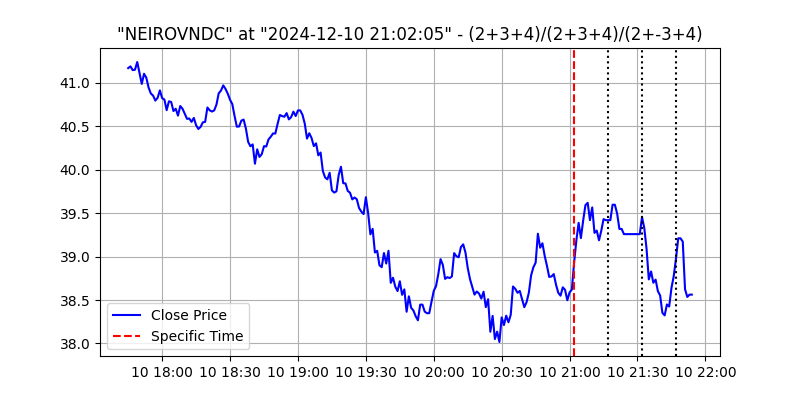 "NEIROVNDC" at "2024-12-10 21:02:05" - (2+3+4)/(2+3+4)/(2+-3+4)
41.0
40.5
40.0
39.5
39.0
38.5
38.0
Close Price
Specific Time
10 18:00 10 18:30 10 19:00 10 19:30 10 20:00 10 20:30 10 21:00 10 21:30 10 22:00